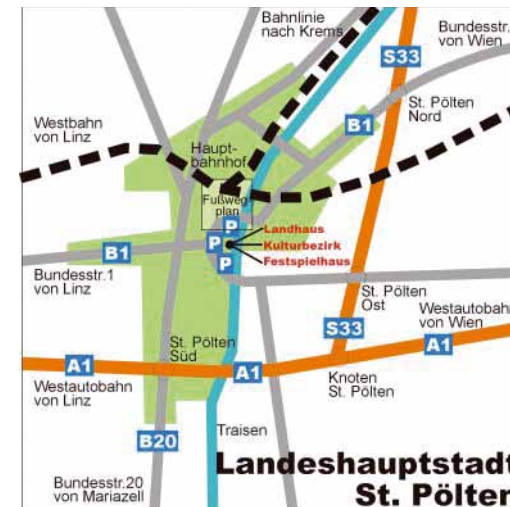 Bahnlinie
nach Krems
Bundesstr.
von Wien
S33
St. Pölten
Nord
B1
Westbahn
von Linz
Haupt-
bahnhof
Fußweg
plan
P
Landhaus
P
Kulturbezirk
P
Festspielhaus
B1
Bundesstr.1
von Linz
St. Pölten
Ost
Westautobahn
von Wien
S33
St. Pölten
Süd
A1
A1
A1
Westautobahn
von Linz
Knoten
St. Pölten
B20
Traisen
Landeshauptstadt
St. Pölten
Bundesstr.20
von Mariazell